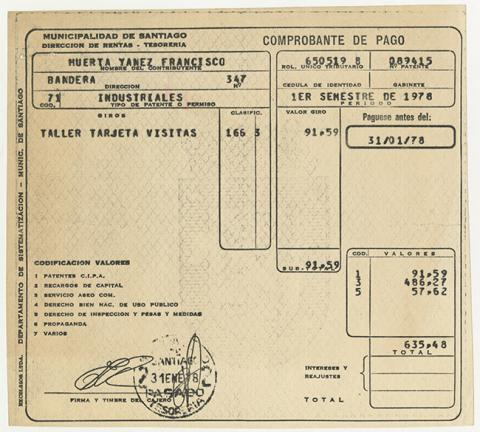 MUNICIPALIDAD DE SANTIAGO
DIRECCION DE RENTAS - TESORERIA
COMPROBANTE DE PAGO
HUERTA YANEZ FRANCISCO
NOMBRE DEL CONTRIBUYENTE
650519 8 089415
ROL UNICO TRIBUTARIO Nº PATENTE
BANDERA 347
DIRECCION Nº
CEDULA DE IDENTIDAD GABINETE
71 INDUSTRIALES
COD. TIPO DE PATENTE O PERMISO
1ER SEMESTRE DE 1978
PERIODO
GIROS CLASIFIC. VALOR GIRO
Paguese antes del:
TALLER TARJETA VISITAS 166 3 91,59
31/01/78
91,59
SUB-TOTAL
COD. VALORES
1 91,59
3 486,27
5 57,62
635,48
TOTAL
INTERESES Y
REAJUSTES
TOTAL
CODIFICACION VALORES
1 PATENTES C.I.P.A.
2 RECARGOS DE CAPITAL
3 SERVICIO ASEO COM.
4 DERECHO BIEN NAC. DE USO PUBLICO
5 DERECHO DE INSPECCION Y PESAS Y MEDIDAS
6 PROPAGANDA
7 VARIOS
SANTIAGO
31 ENE 78
PAGADO
TESORERIA
FIRMA Y TIMBRE DEL CAJERO
DEPARTAMENTO DE SISTEMATIZACION - MUNIC. DE SANTIAGO